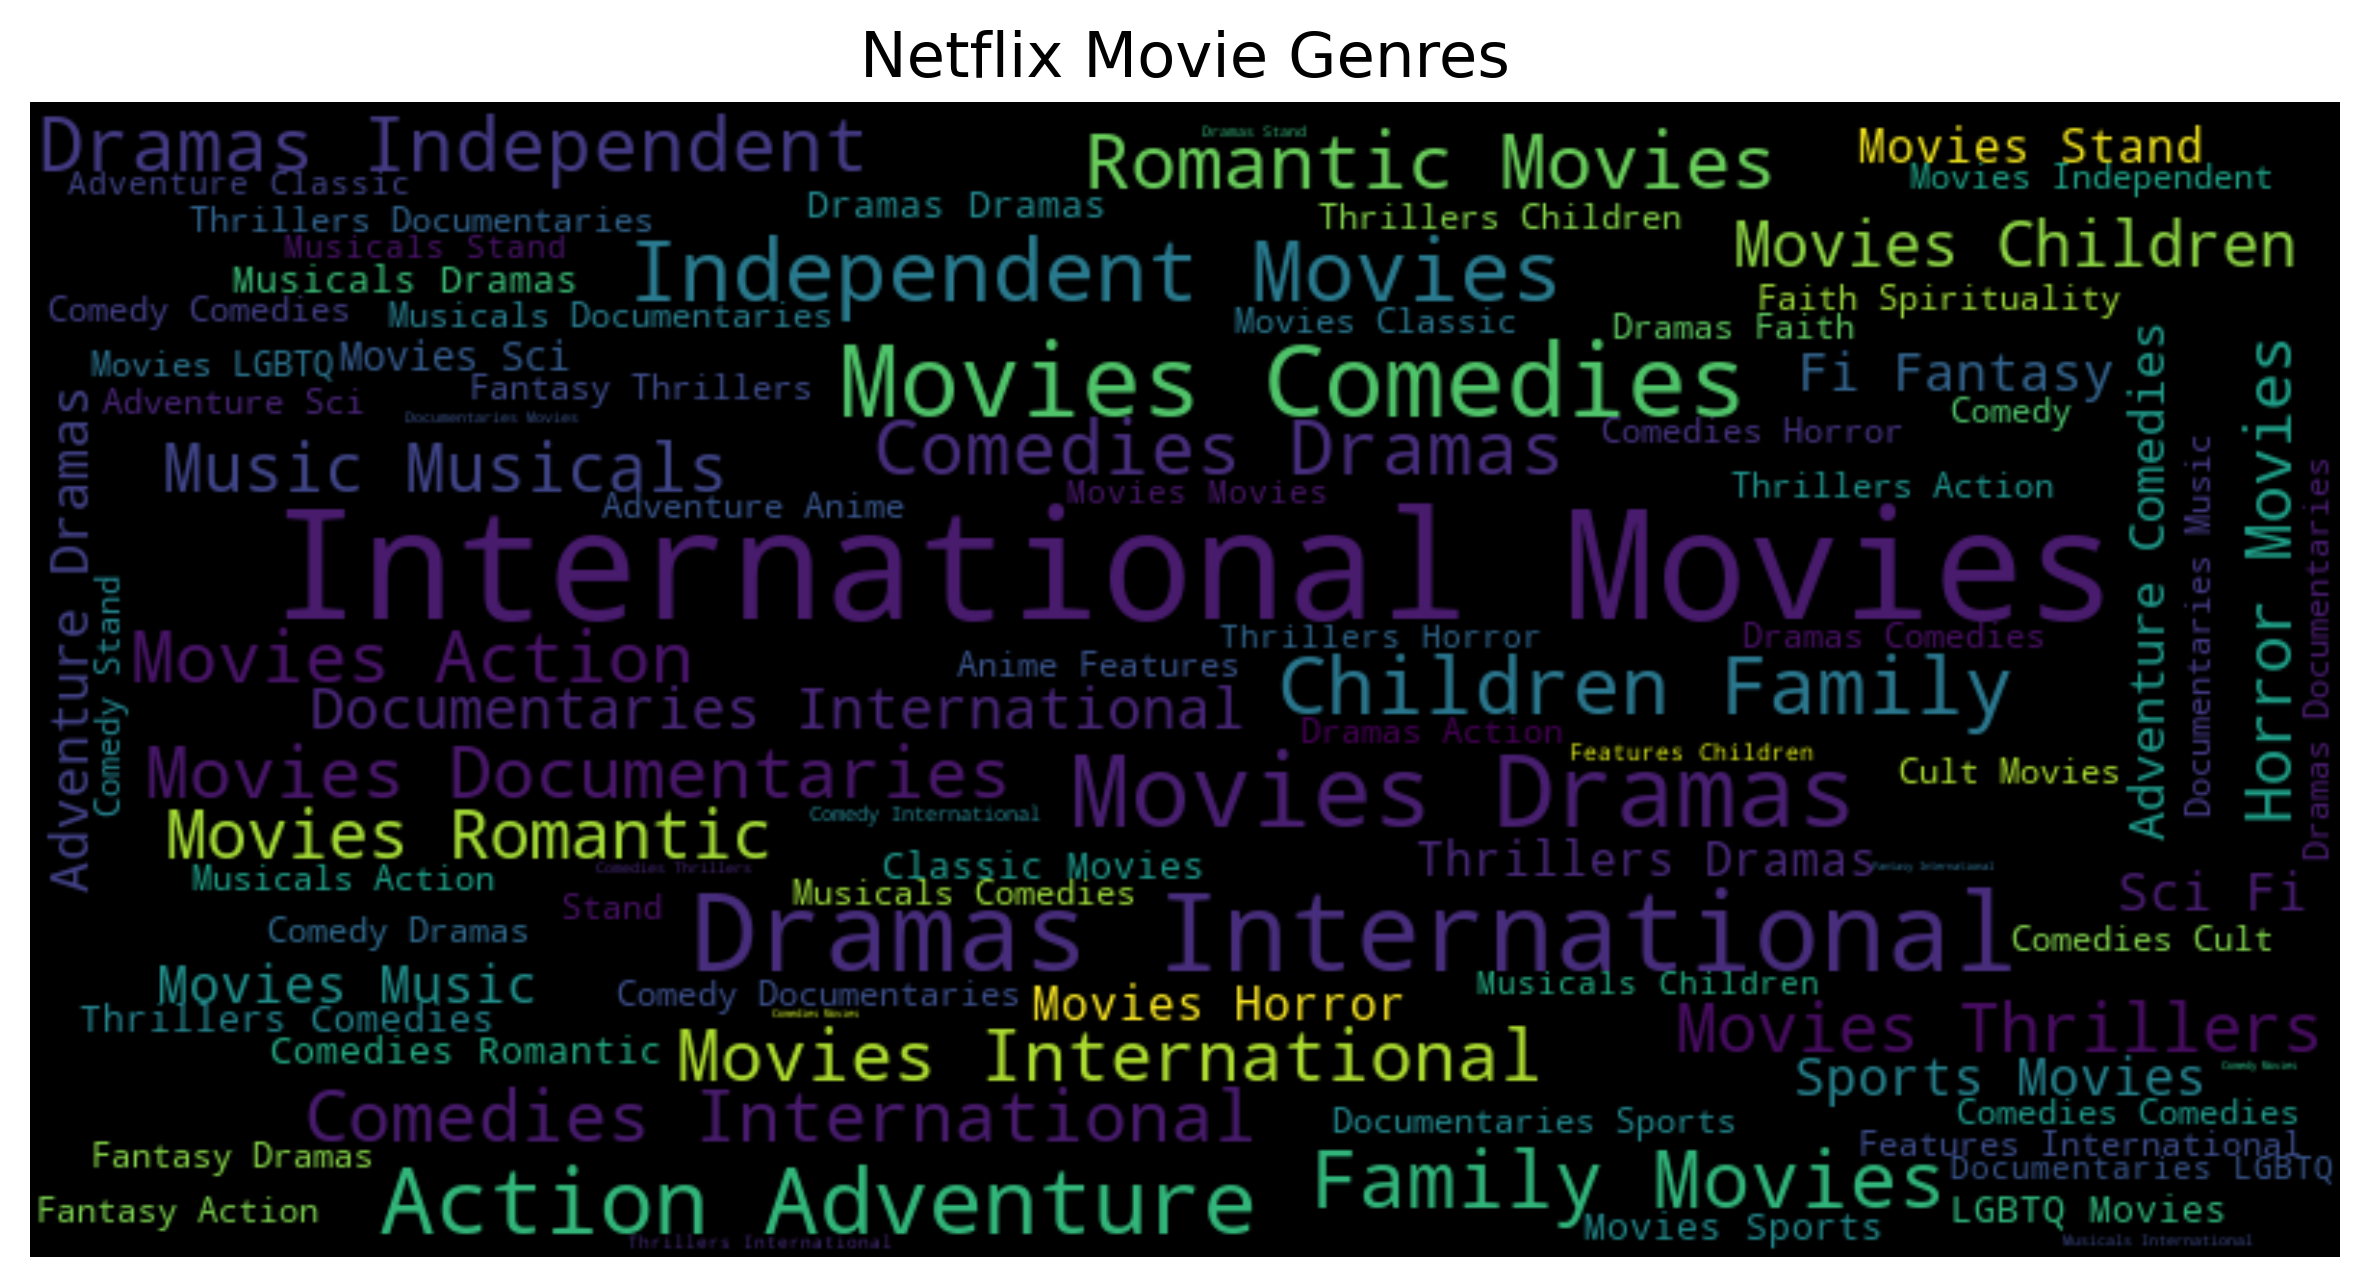 Netflix Movie Genres
Dramas Independent
Dramas Stand
Romantic Movies
Movies Stand
Adventure Classic
Movies Independent
Thrillers Documentaries
Dramas Dramas
Thrillers Children
Musicals Stand
Movies Children
Musicals Dramas
Independent Movies
Faith Spirituality
Comedy Comedies
Musicals Documentaries
Movies Classic
Dramas Faith
Movies LGBTQ
Movies Sci
Movies Comedies
Fi Fantasy
Adventure Sci
Fantasy Thrillers
Documentaries Movies
Comedy
Comedies Dramas
Comedies Horror
Music Musicals
Movies Movies
Thrillers Action
Adventure Anime
Adventure Comedies
Documentaries Music
Horror Movies
Dramas Documentaries
Adventure Dramas
Comedy Stand
International Movies
Thrillers Horror
Dramas Comedies
Movies Action
Anime Features
Children Family
Documentaries International
Dramas Action
Features Children
Movies Documentaries
Movies Dramas
Cult Movies
Movies Romantic
Comedy International
Comedies Thrillers
Classic Movies
Thrillers Dramas
Fantasy International
Musicals Action
Musicals Comedies
Sci Fi
Stand
Comedy Dramas
Dramas International
Comedies Cult
Movies Music
Comedy Documentaries
Movies Horror
Musicals Children
Comedies Movies
Thrillers Comedies
Movies Thrillers
Comedies Romantic
Movies International
Sports Movies
Comedy Movies
Comedies International
Documentaries Sports
Comedies Comedies
Fantasy Dramas
Features International
Action Adventure
Family Movies
Documentaries LGBTQ
Fantasy Action
LGBTQ Movies
Movies Sports
Thrillers International
Musicals International